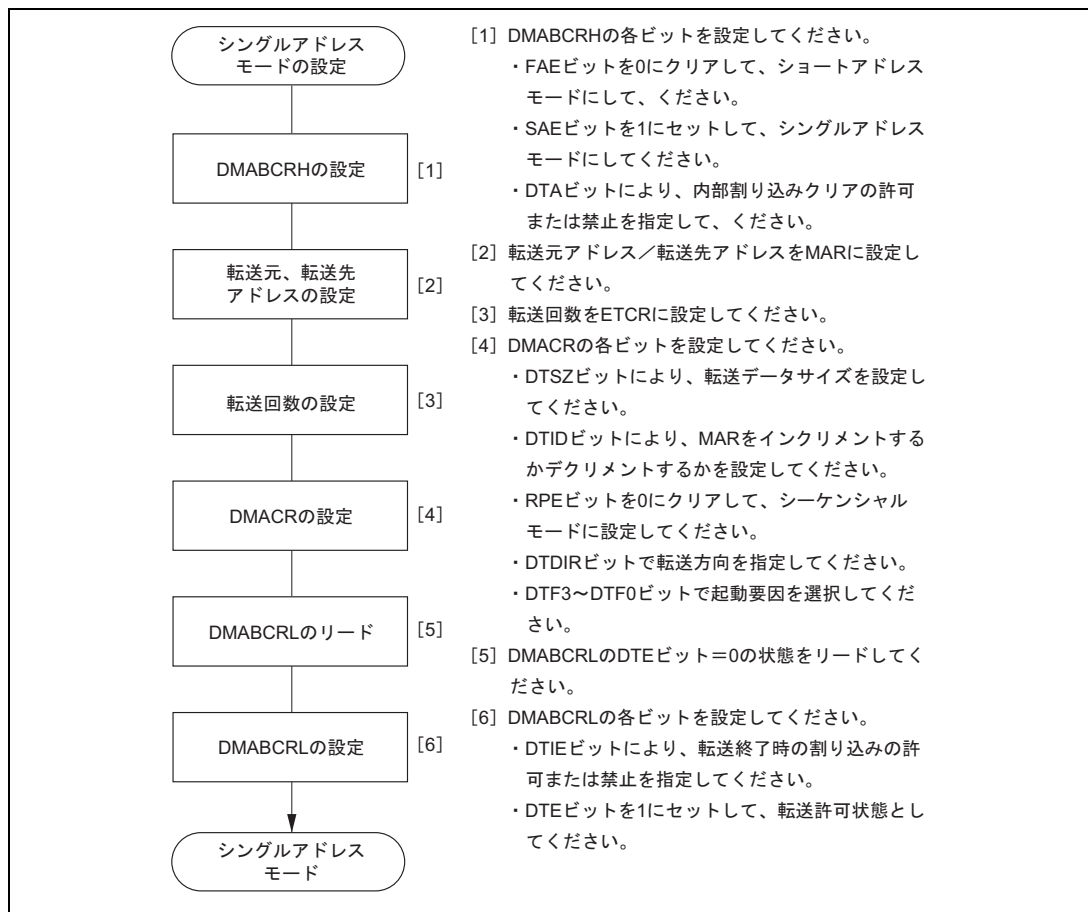 シングルアドレス
モードの設定
DMABCRHの設定
[1]
転送元、転送先
アドレスの設定
[2]
転送回数の設定
[3]
DMACRの設定
[4]
DMABCRLのリード
[5]
DMABCRLの設定
[6]
シングルアドレス
モード
[1] DMABCRHの各ビットを設定してください。
・FAEビットを0にクリアして、ショートアドレス
モードにして、ください。
・SAEビットを1にセットして、シングルアドレス
モードにしてください。
・DTAビットにより、内部割り込みクリアの許可
または禁止を指定して、ください。
[2] 転送元アドレス／転送先アドレスをMARに設定し
てください。
[3] 転送回数をETCRに設定してください。
[4] DMACRの各ビットを設定してください。
・DTSZビットにより、転送データサイズを設定し
てください。
・DTIDビットにより、MARをインクリメントする
かデクリメントするかを設定してください。
・RPEビットを0にクリアして、シーケンシャル
モードに設定してください。
・DTDIRビットで転送方向を指定してください。
・DTF3～DTF0ビットで起動要因を選択してくだ
さい。
[5] DMABCRLのDTEビット＝0の状態をリードしてく
ださい。
[6] DMABCRLの各ビットを設定してください。
・DTIEビットにより、転送終了時の割り込みの許
可または禁止を指定してください。
・DTEビットを1にセットして、転送許可状態とし
てください。